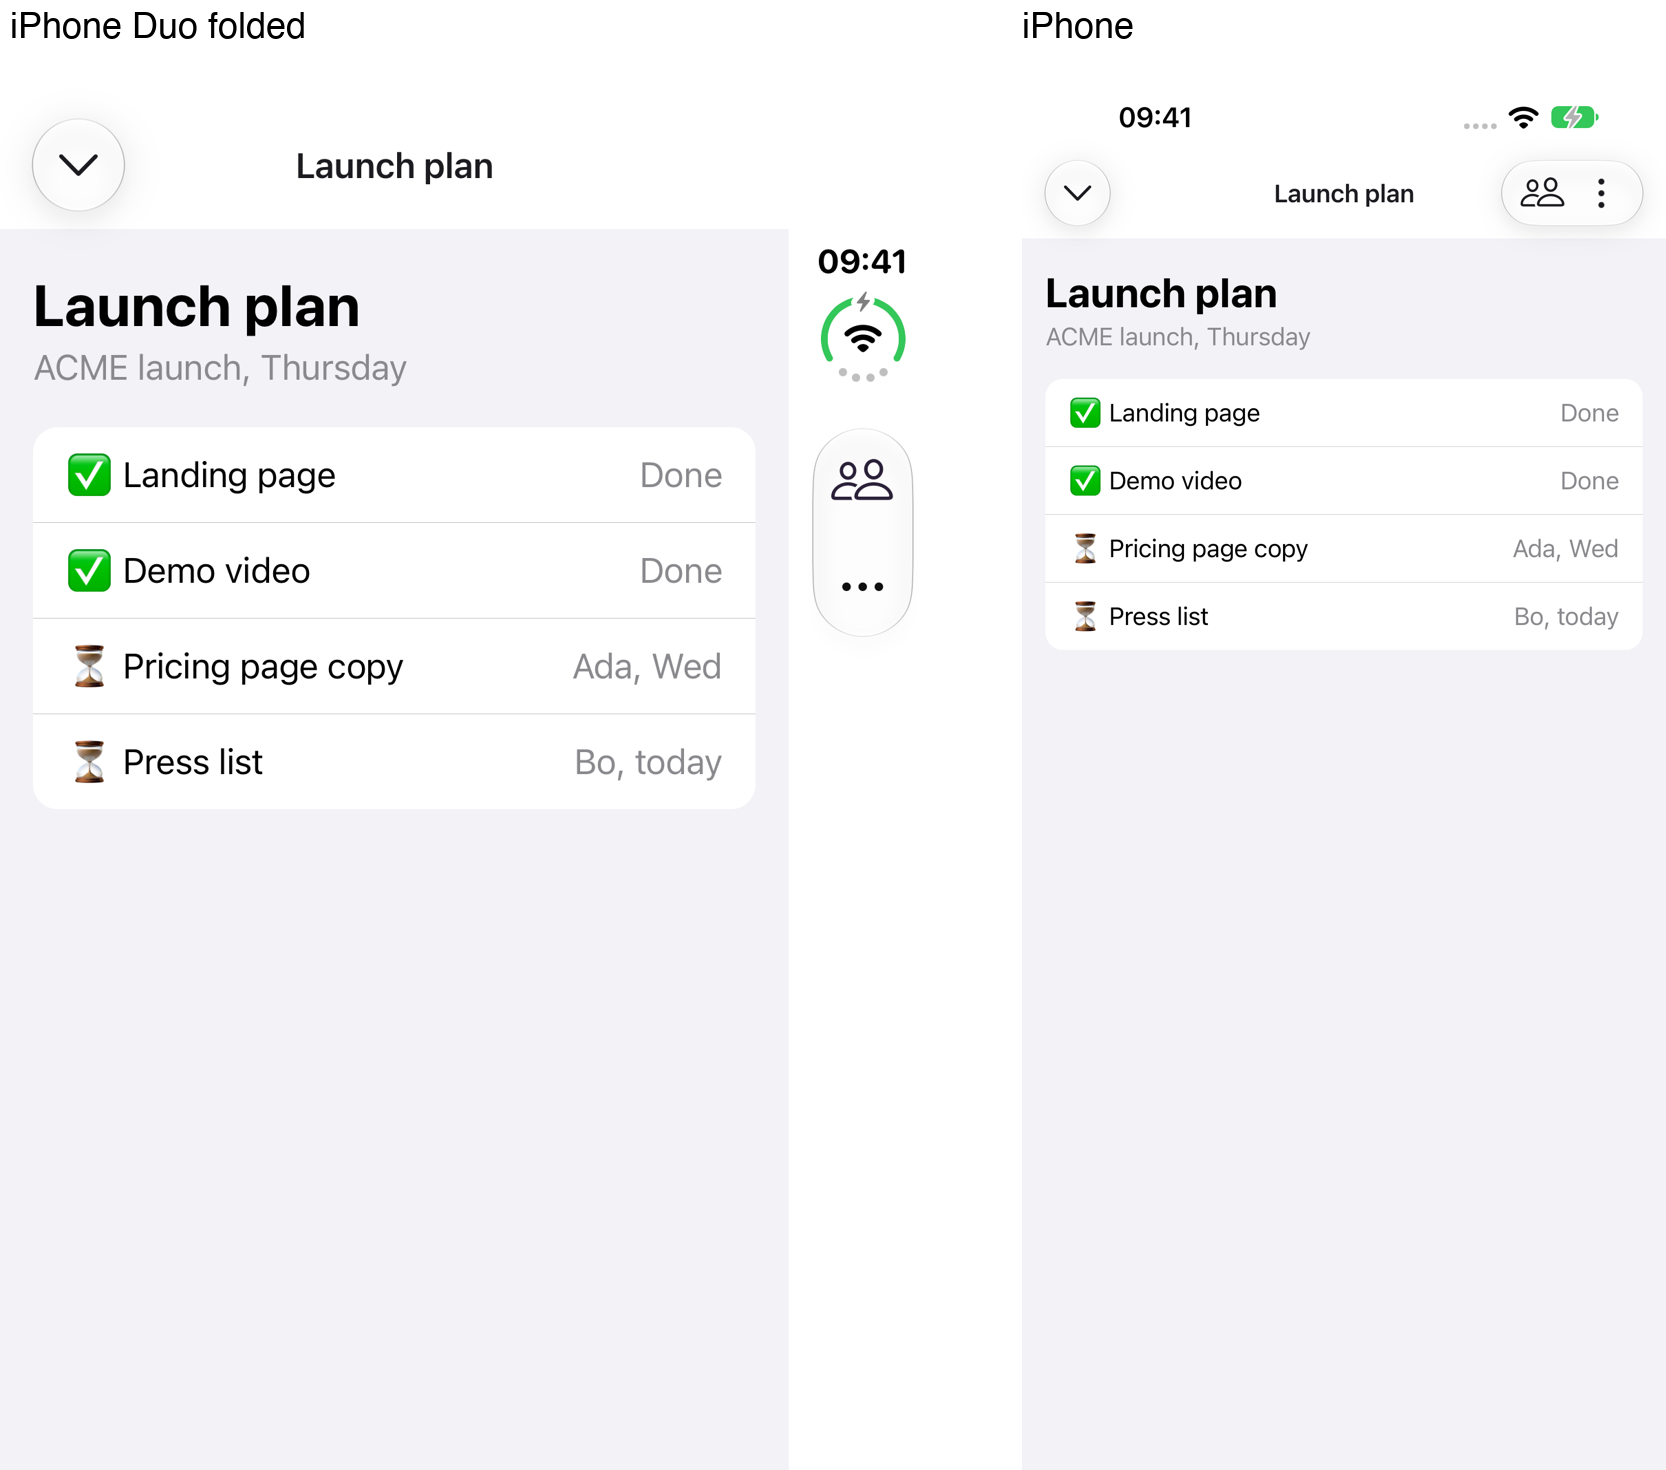 iPhone Duo folded
Launch plan
Launch plan
ACME launch, Thursday
Landing page Done
Demo video Done
Pricing page copy Ada, Wed
Press list Bo, today
09:41
iPhone
09:41
Launch plan
Launch plan
ACME launch, Thursday
Landing page Done
Demo video Done
Pricing page copy Ada, Wed
Press list Bo, today